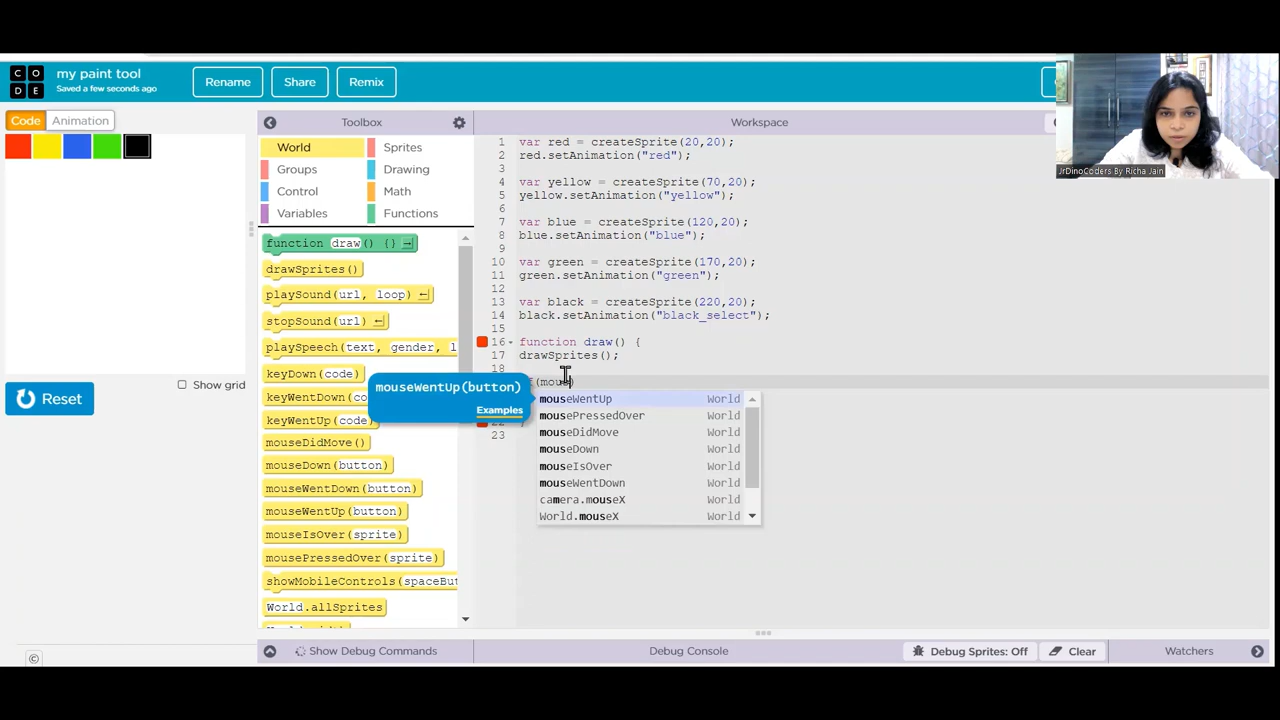 C O
D E
my paint tool
Saved a few seconds ago
Rename
Share
Remix
Code
Animation
Toolbox
Workspace
World
Sprites
Groups
Drawing
Control
Math
Variables
Functions
function draw() {}
drawSprites()
playSound(url, loop)
stopSound(url)
playSpeech(text, gender, l
keyDown(code)
keyWentDown(co
keyWentUp(code)
mouseDidMove()
mouseDown(button)
mouseWentDown(button)
mouseWentUp(button)
mouseIsOver(sprite)
mousePressedOver(sprite)
showMobileControls(spaceBut
World.allSprites
Show grid
Reset
mouseWentUp(button)
Examples
1 var red = createSprite(20,20);
2 red.setAnimation("red");
3
4 var yellow = createSprite(70,20);
5 yellow.setAnimation("yellow");
6
7 var blue = createSprite(120,20);
8 blue.setAnimation("blue");
9
10 var green = createSprite(170,20);
11 green.setAnimation("green");
12
13 var black = createSprite(220,20);
14 black.setAnimation("black_select");
15
16 function draw() {
17 drawSprites();
18
if(mouse)
23
mouseWentUp World
mousePressedOver World
mouseDidMove World
mouseDown World
mouseIsOver World
mouseWentDown World
camera.mouseX World
World.mouseX World
JrDinoCoders By Richa Jain
©
Show Debug Commands
Debug Console
Debug Sprites: Off
Clear
Watchers